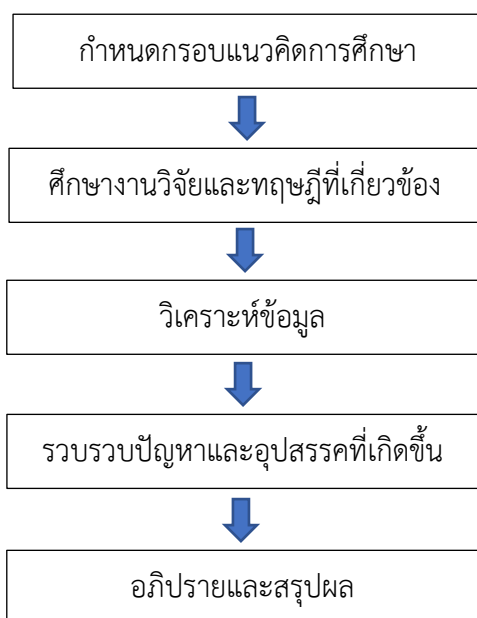 กำหนดกรอบแนวคิดการศึกษา
ศึกษางานวิจัยและทฤษฎีที่เกี่ยวข้อง
วิเคราะห์ข้อมูล
รวบรวบปัญหาและอุปสรรคที่เกิดขึ้น
อภิปรายและสรุปผล